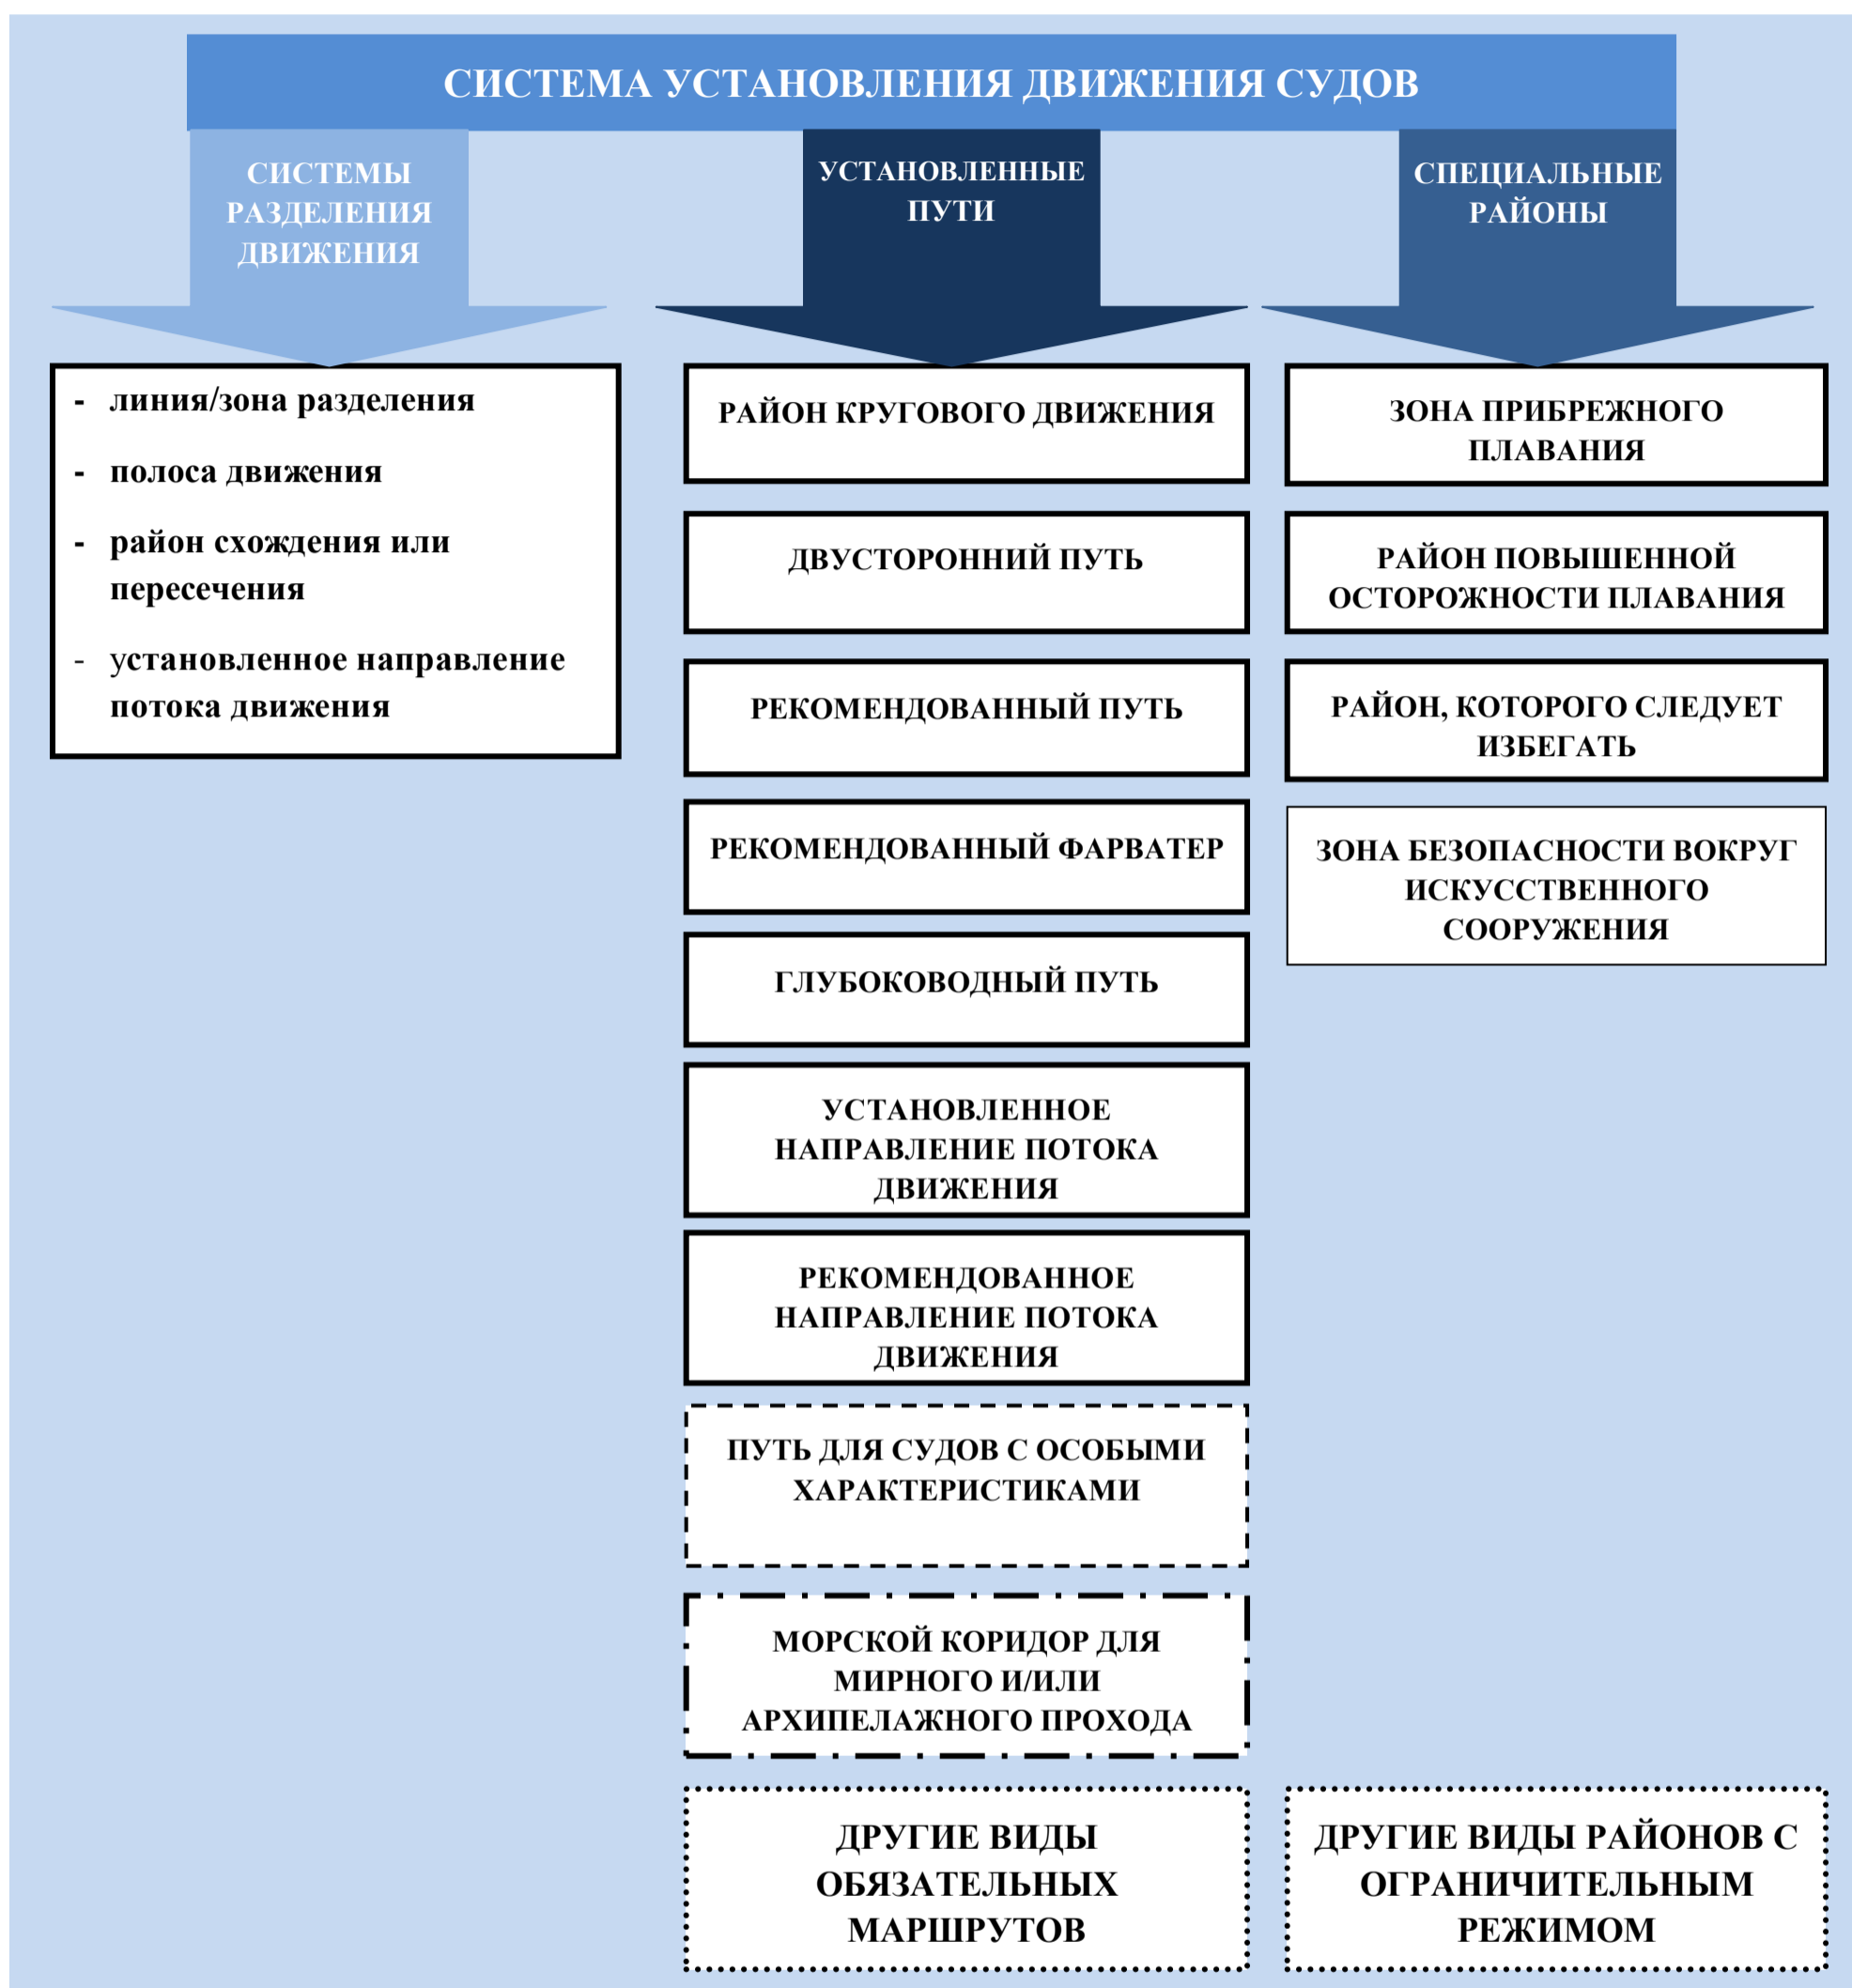 СИСТЕМА УСТАНОВЛЕНИЯ ДВИЖЕНИЯ СУДОВ
СИСТЕМЫ
РАЗДЕЛЕНИЯ
ДВИЖЕНИЯ
- линия/зона разделения
- полоса движения
- район схождения или
пересечения
- установленное направление
потока движения
УСТАНОВЛЕННЫЕ
ПУТИ
РАЙОН КРУГОВОГО ДВИЖЕНИЯ
ДВУСТОРОННИЙ ПУТЬ
РЕКОМЕНДОВАННЫЙ ПУТЬ
РЕКОМЕНДОВАННЫЙ ФАРВАТЕР
ГЛУБОКОВОДНЫЙ ПУТЬ
УСТАНОВЛЕННОЕ
НАПРАВЛЕНИЕ ПОТОКА
ДВИЖЕНИЯ
РЕКОМЕНДОВАННОЕ
НАПРАВЛЕНИЕ ПОТОКА
ДВИЖЕНИЯ
ПУТЬ ДЛЯ СУДОВ С ОСОБЫМИ
ХАРАКТЕРИСТИКАМИ
МОРСКОЙ КОРИДОР ДЛЯ
МИРНОГО И/ИЛИ
АРХИПЕЛАЖНОГО ПРОХОДА
ДРУГИЕ ВИДЫ
ОБЯЗАТЕЛЬНЫХ
МАРШРУТОВ
СПЕЦИАЛЬНЫЕ
РАЙОНЫ
ЗОНА ПРИБРЕЖНОГО
ПЛАВАНИЯ
РАЙОН ПОВЫШЕННОЙ
ОСТОРОЖНОСТИ ПЛАВАНИЯ
РАЙОН, КОТОРОГО СЛЕДУЕТ
ИЗБЕГАТЬ
ЗОНА БЕЗОПАСНОСТИ ВОКРУГ
ИСКУССТВЕННОГО
СООРУЖЕНИЯ
ДРУГИЕ ВИДЫ РАЙОНОВ С
ОГРАНИЧИТЕЛЬНЫМ
РЕЖИМОМ